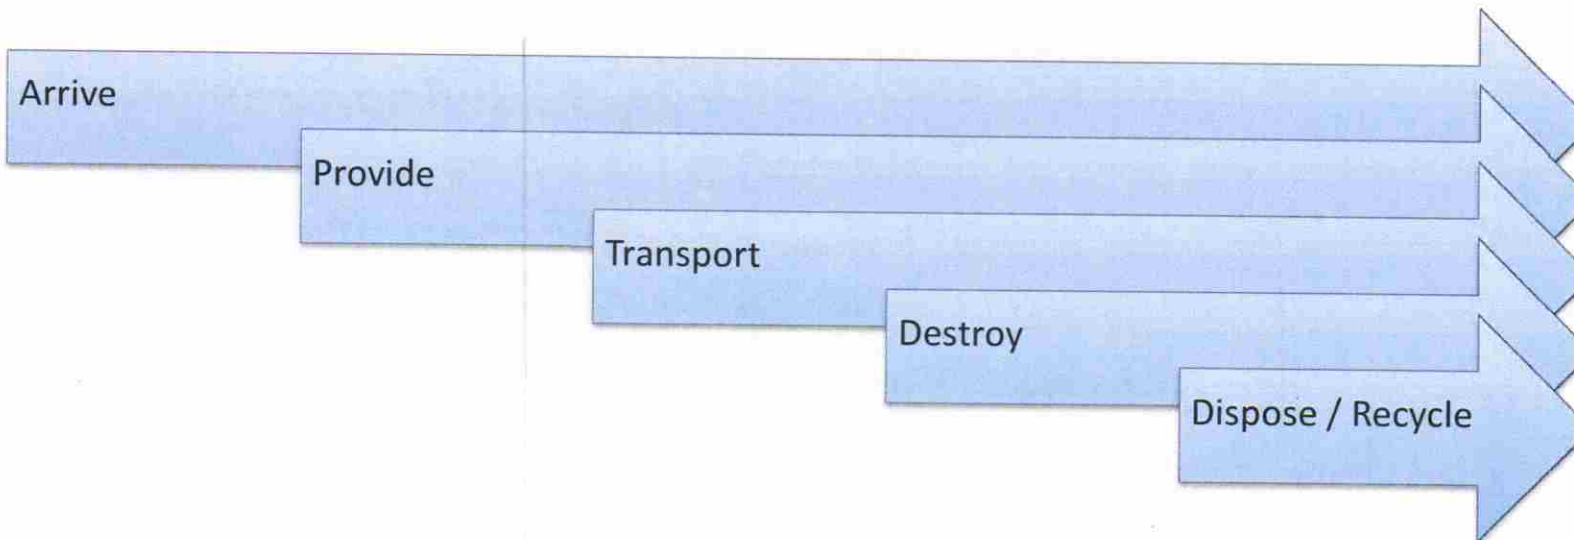 Arrive
Provide
Transport
Destroy
Dispose / Recycle